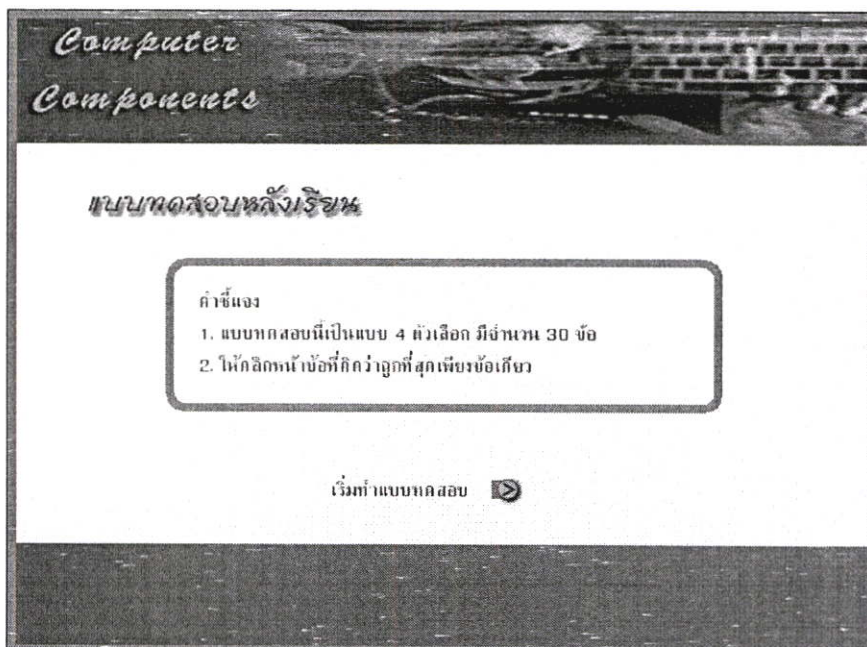 Computer
Components
แบบทดสอบหลังเรียน
คำชี้แจง
1. แบบทดสอบนี้เป็นแบบ 4 ตัวเลือก มีจำนวน 30 ข้อ
2. ให้คลิกหน้าข้อที่คิดว่าถูกที่สุดเพียงข้อเดียว
เริ่มทำแบบทดสอบ